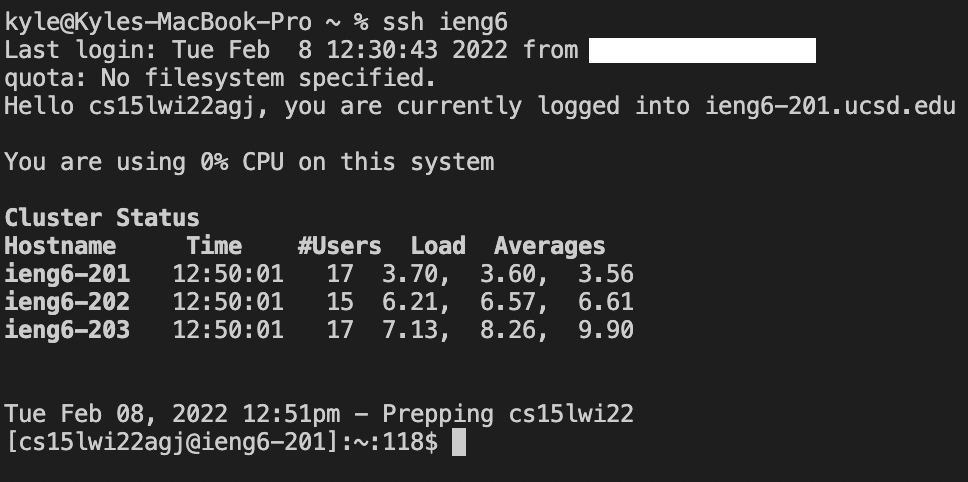 kyle@Kyles-MacBook-Pro ~ % ssh ieng6
Last login: Tue Feb  8 12:30:43 2022 from
quota: No filesystem specified.
Hello cs15lwi22agj, you are currently logged into ieng6-201.ucsd.edu
You are using 0% CPU on this system
Cluster Status
Hostname     Time    #Users  Load  Averages
ieng6-201   12:50:01   17  3.70,  3.60,  3.56
ieng6-202   12:50:01   15  6.21,  6.57,  6.61
ieng6-203   12:50:01   17  7.13,  8.26,  9.90
Tue Feb 08, 2022 12:51pm - Prepping cs15lwi22
[cs15lwi22agj@ieng6-201]:~:118$